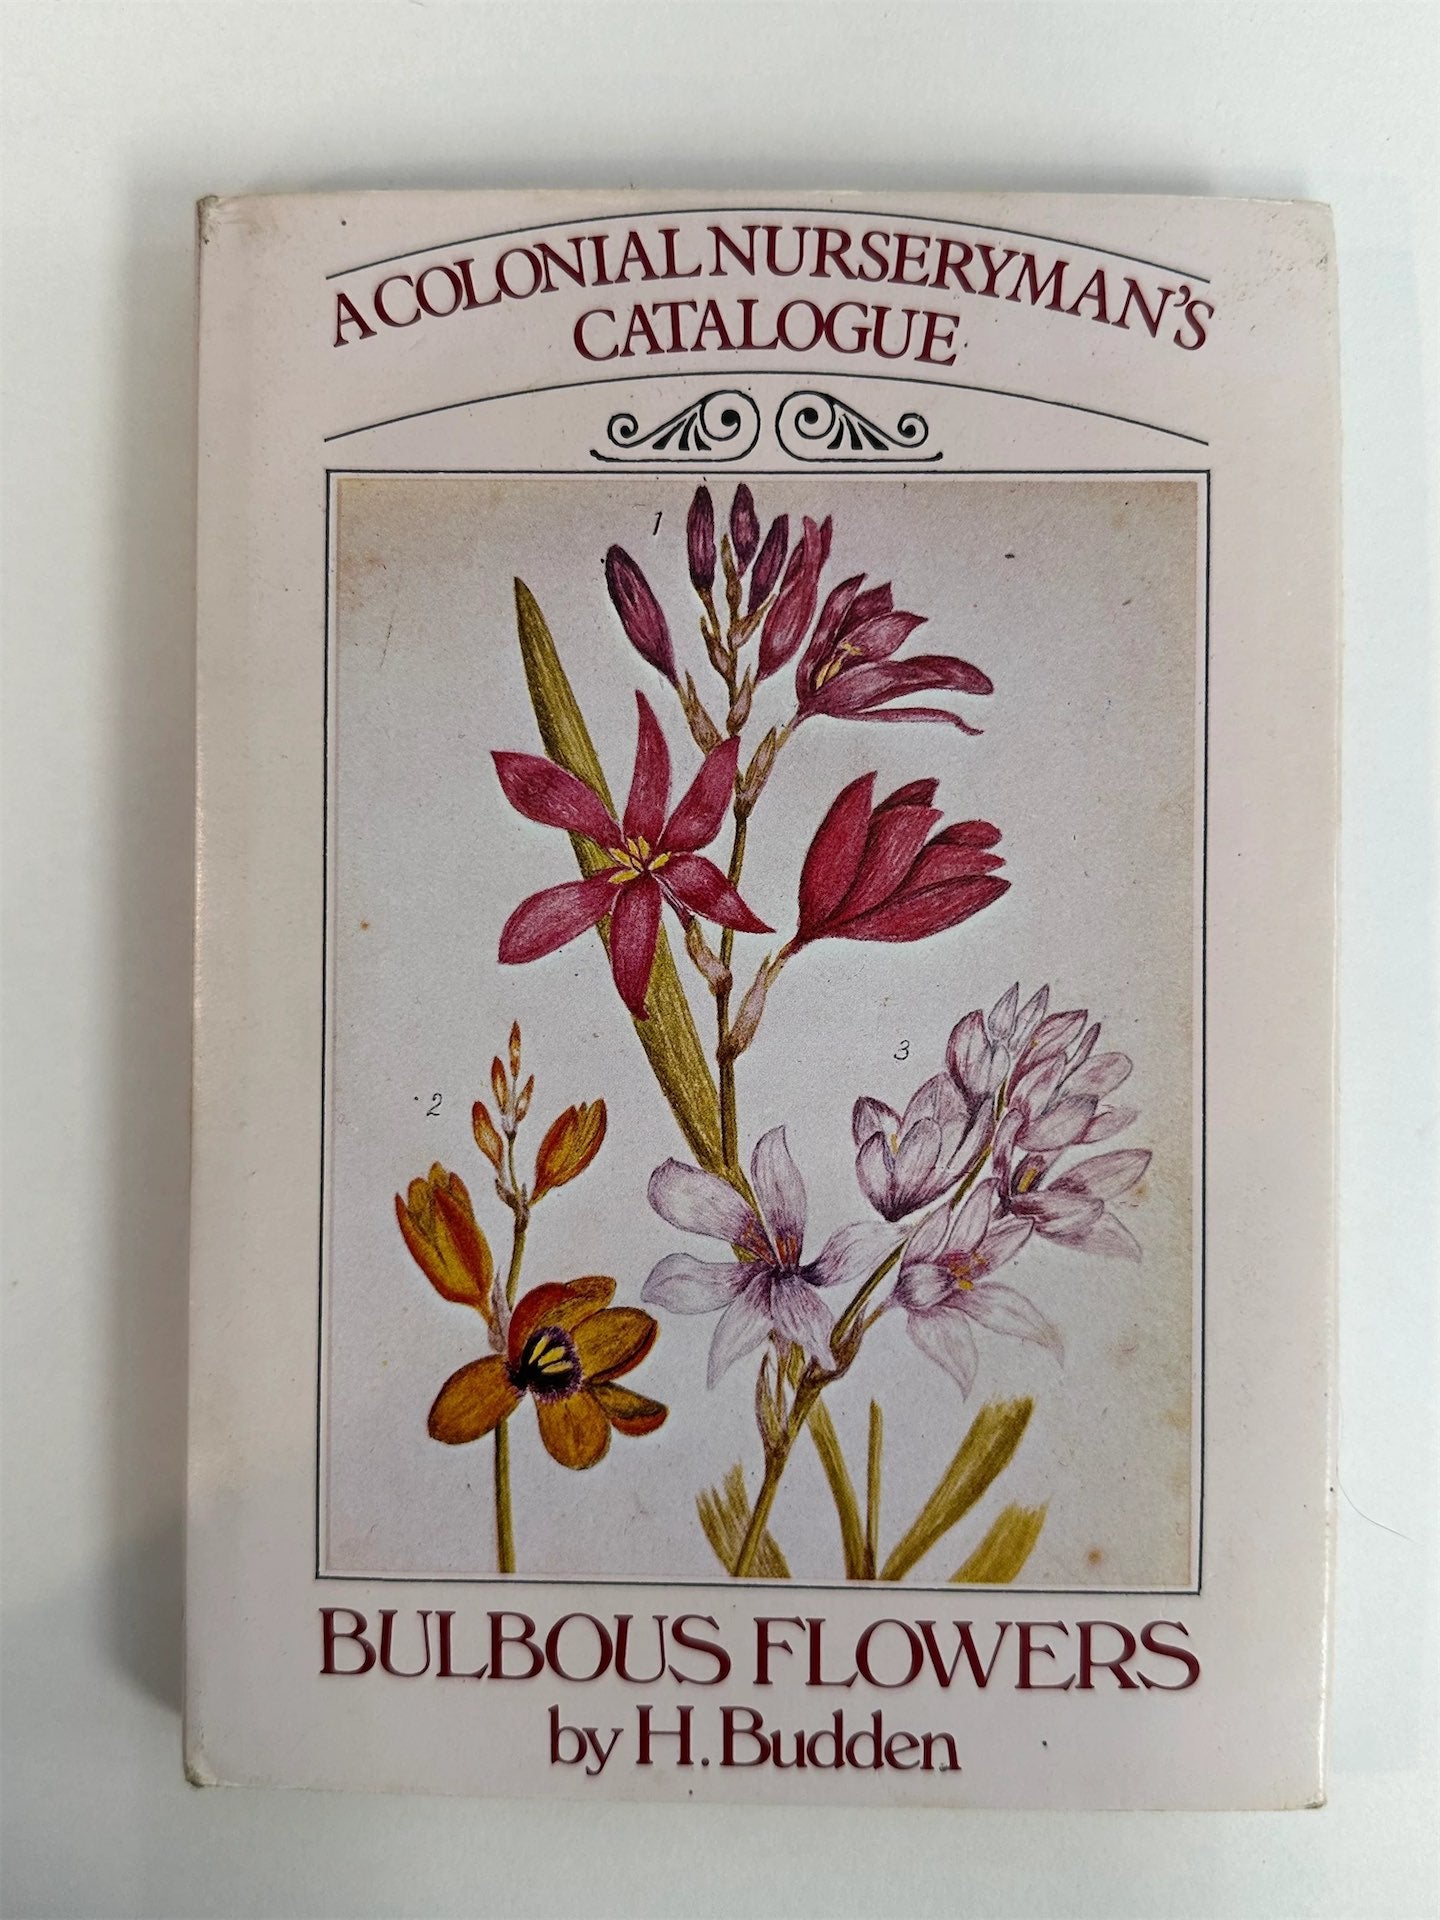 A COLONIAL NURSERYMAN'S
CATALOGUE
1
2
3
BULBOUS FLOWERS
by H. Budden